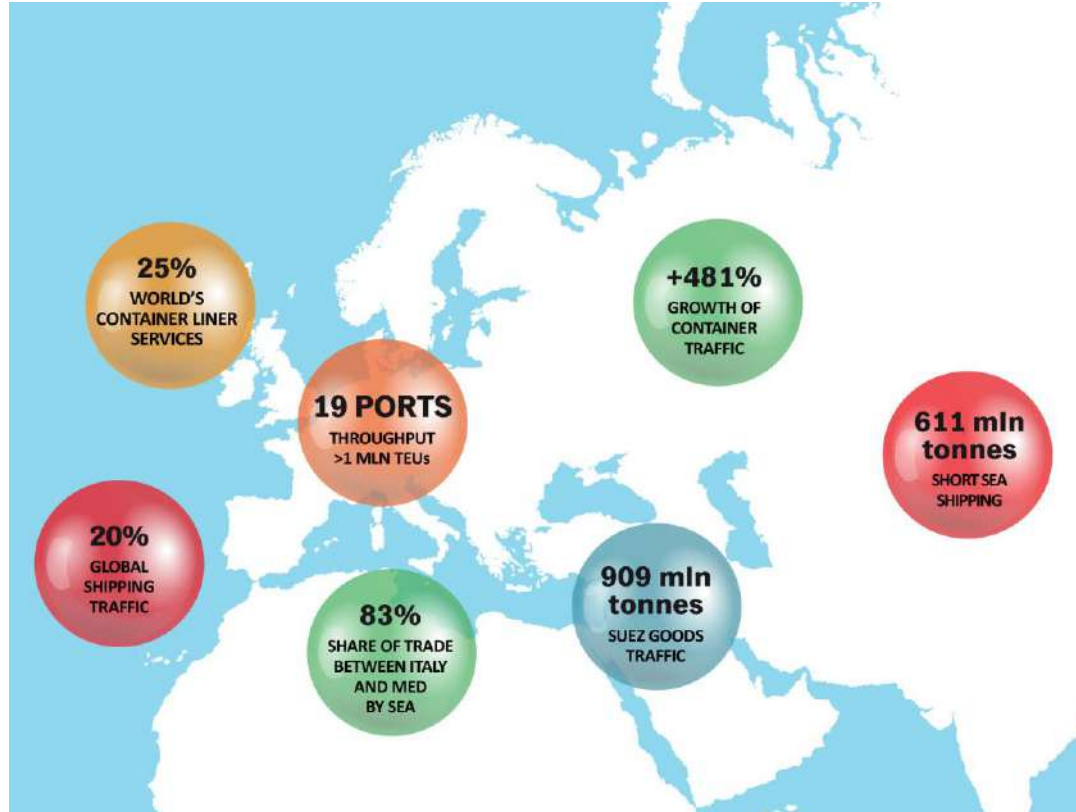 25%
WORLD'S
CONTAINER LINER
SERVICES
+481%
GROWTH OF
CONTAINER
TRAFFIC
19 PORTS
THROUGHPUT
>1 MLN TEUs
611 mln
tonnes
SHORT SEA
SHIPPING
20%
GLOBAL
SHIPPING
TRAFFIC
83%
SHARE OF TRADE
BETWEEN ITALY
AND MED
BY SEA
909 mln
tonnes
SUEZ GOODS
TRAFFIC